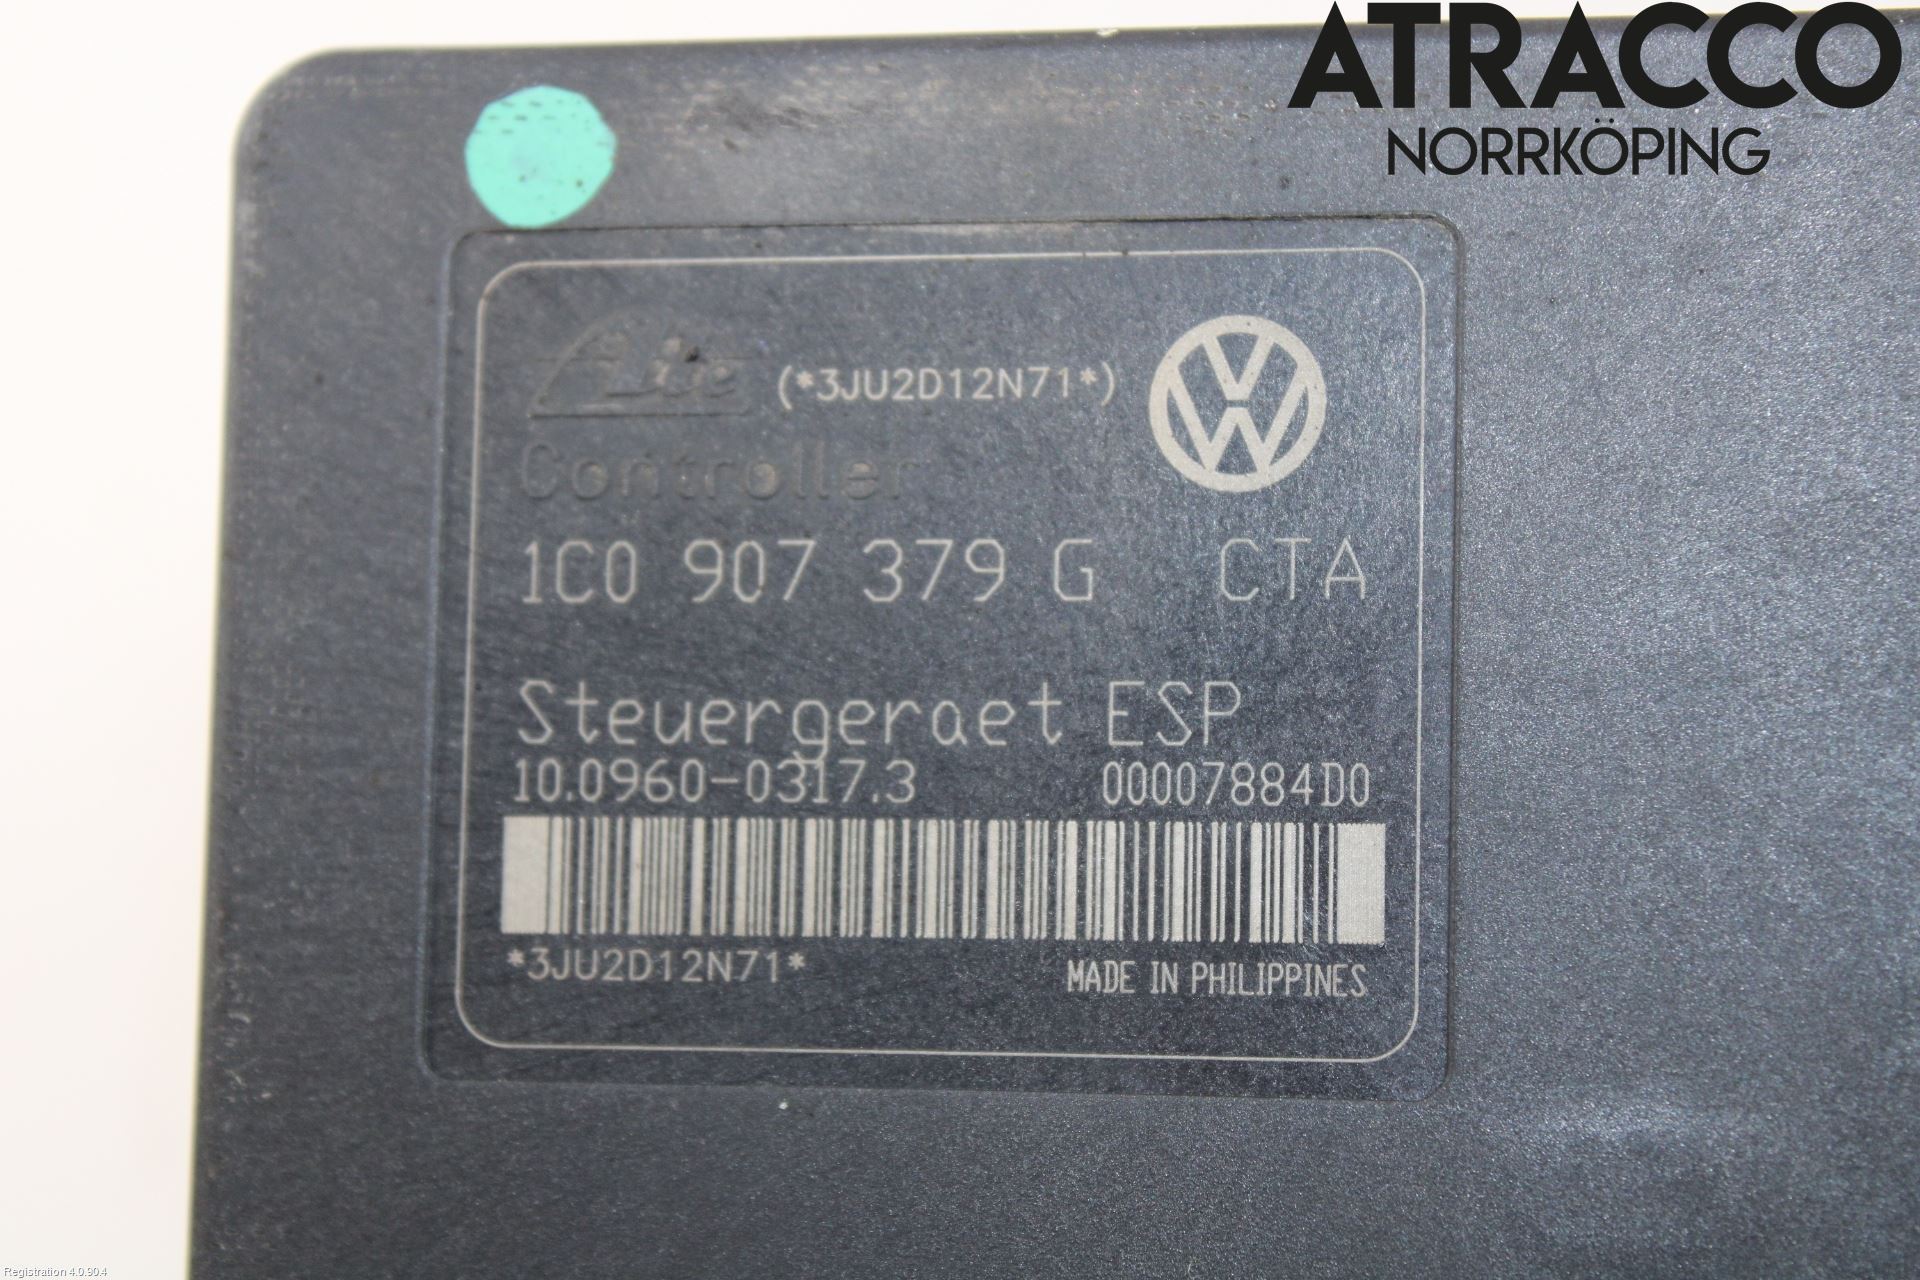 ATRACCO
NORRKÖPING
Ate (*3JU2D12N71*)
Controller
1C0 907 379 G CTA
Steuergeraet ESP
10.0960-0317.3 00007884D0
*3JU2D12N71* MADE IN PHILIPPINES
Registration 4.0.90.4